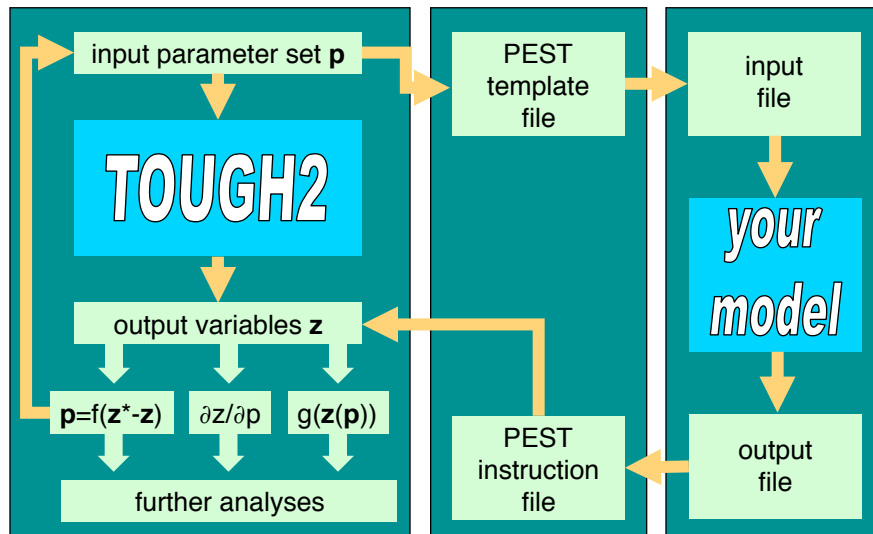 input parameter set p
TOUGH2
output variables z
p=f(z*-z)
∂z/∂p
g(z(p))
further analyses
PEST
template
file
PEST
instruction
file
input
file
your
model
output
file